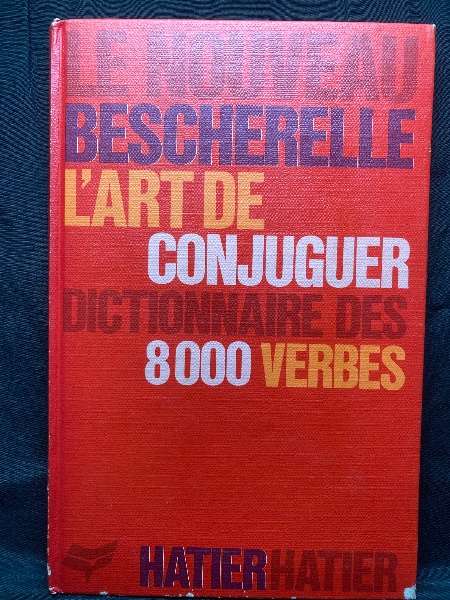 LE NOUVEAU
BESCHERELLE
L'ART DE
CONJUGUER
DICTIONNAIRE DES
8000 VERBES
HATIER HATIER